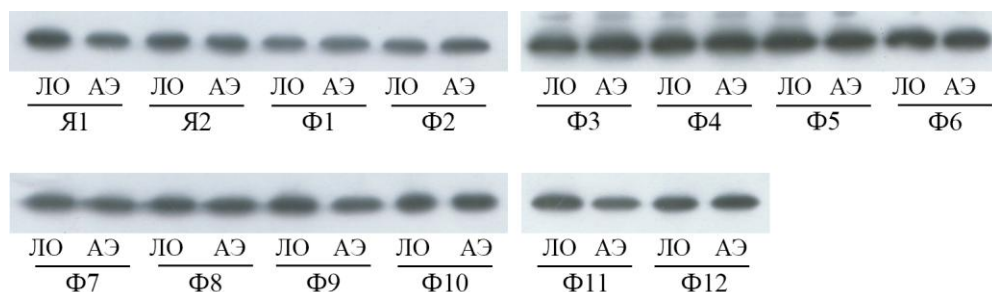 ЛО АЭ ЛО АЭ ЛО АЭ ЛО АЭ ЛО АЭ ЛО АЭ ЛО АЭ ЛО АЭ
Я1 Я2 Ф1 Ф2 Ф3 Ф4 Ф5 Ф6
ЛО АЭ ЛО АЭ ЛО АЭ ЛО АЭ ЛО АЭ ЛО АЭ
Ф7 Ф8 Ф9 Ф10 Ф11 Ф12